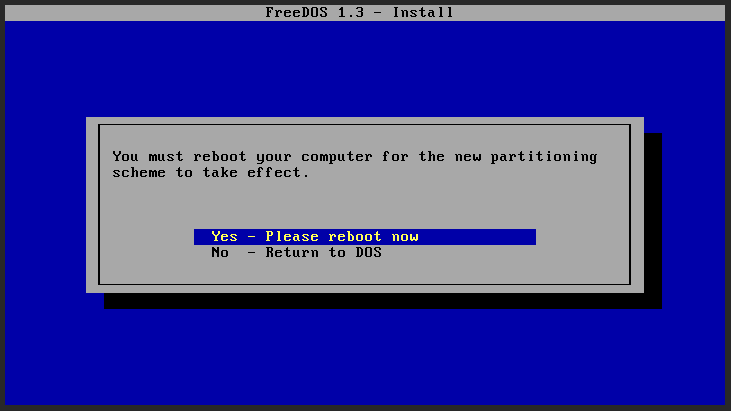 FreeDOS 1.3 - Install
You must reboot your computer for the new partitioning
scheme to take effect.
Yes - Please reboot now
No  - Return to DOS